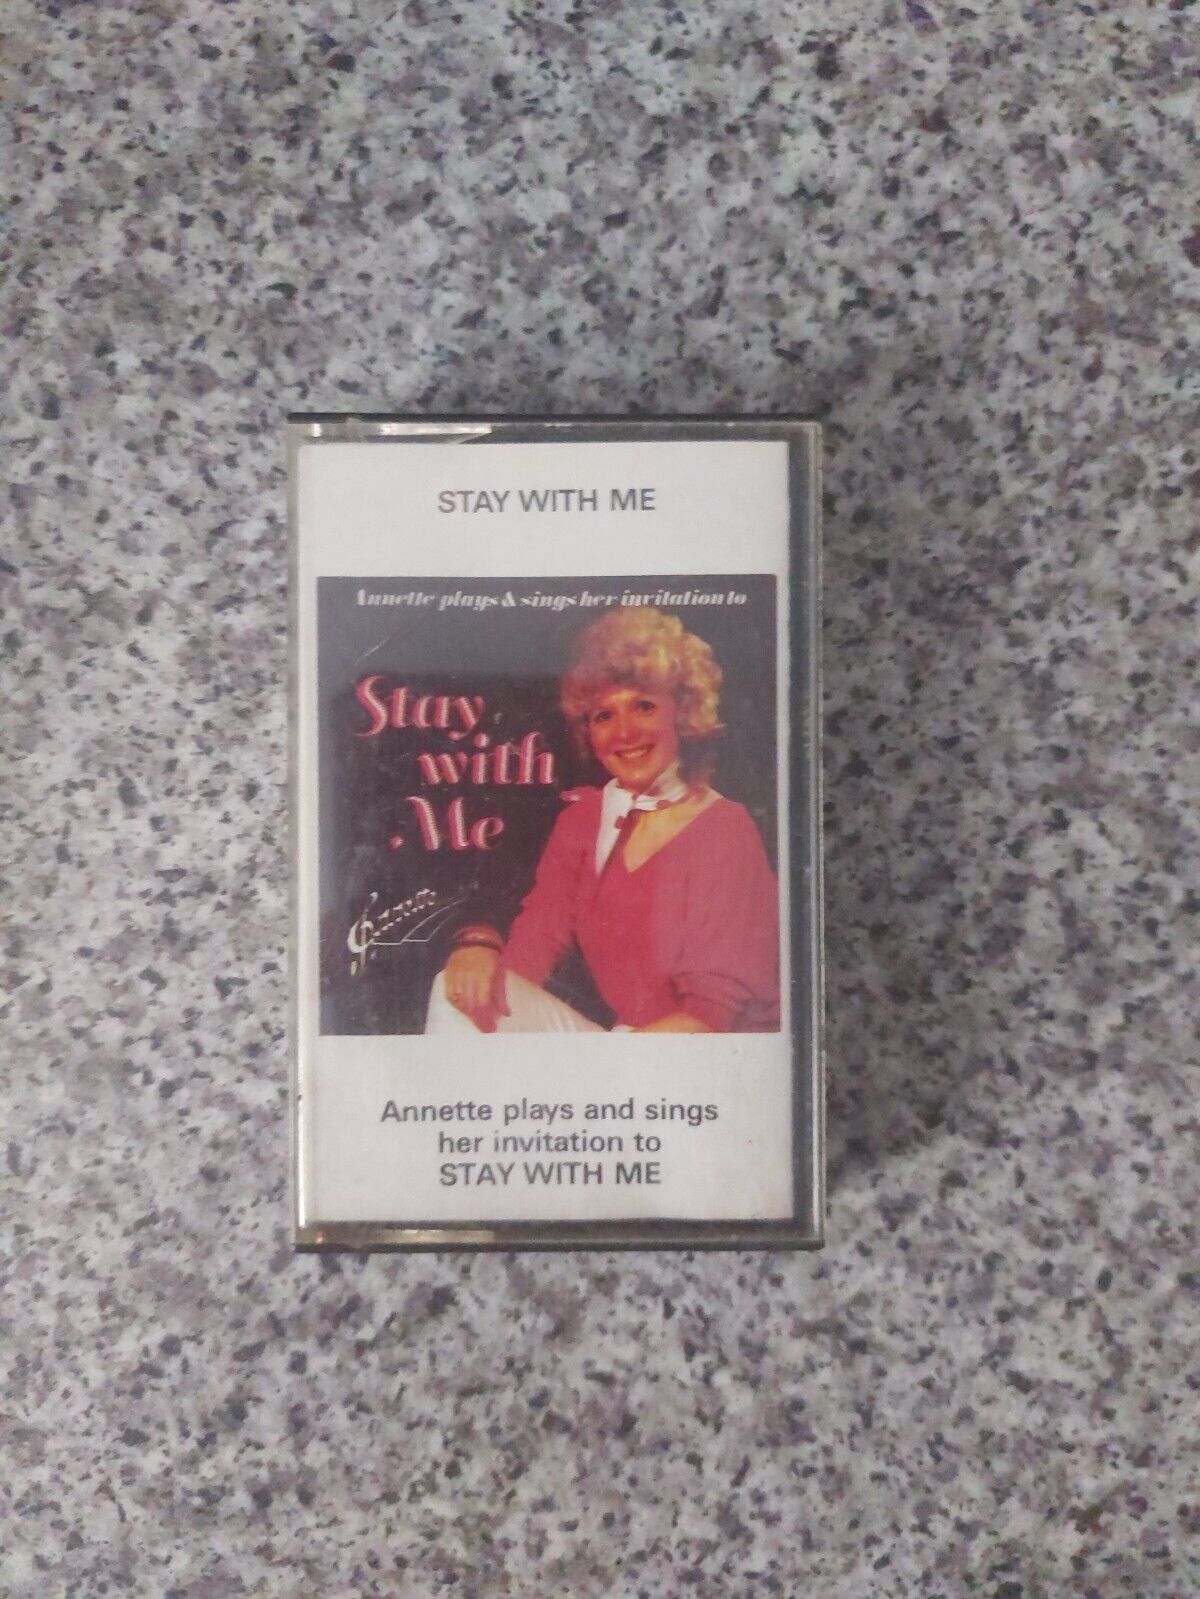 STAY WITH ME
Annette plays & sings her invitation to
Stay
with
Me
Annette
Annette plays and sings
her invitation to
STAY WITH ME